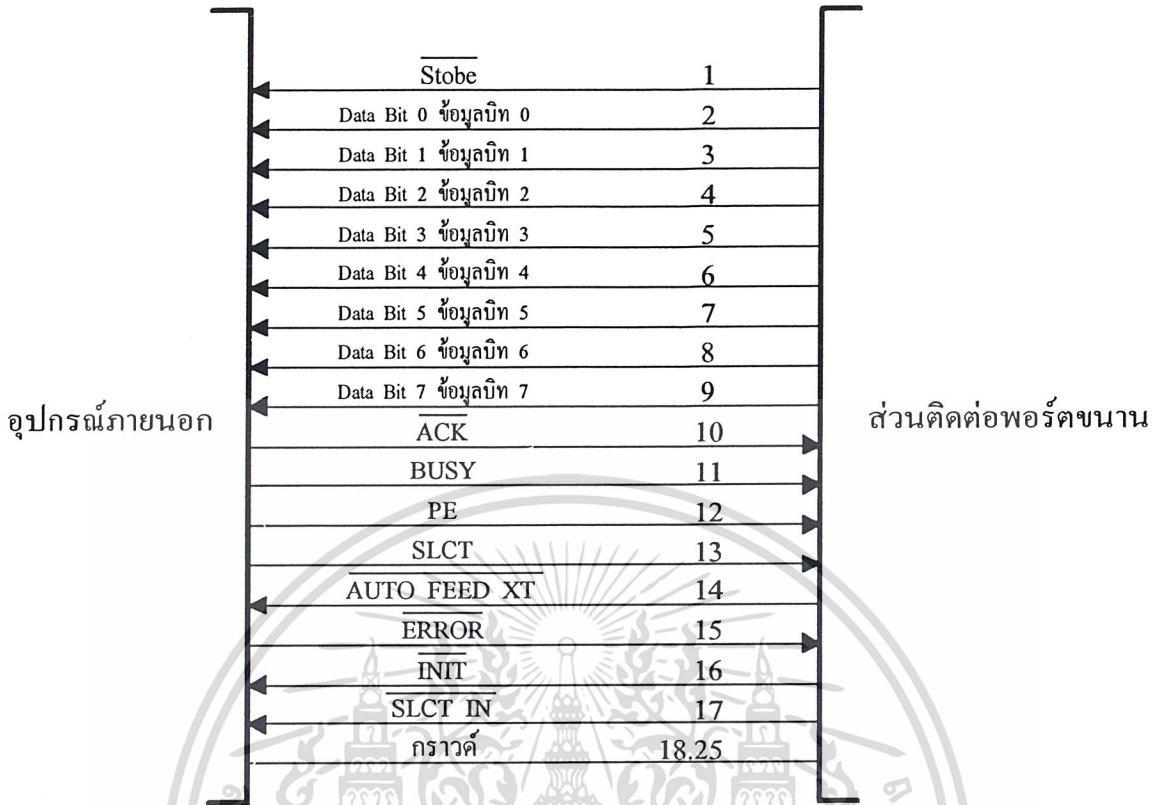 Stobe 1
Data Bit 0 ข้อมูลบิท 0 2
Data Bit 1 ข้อมูลบิท 1 3
Data Bit 2 ข้อมูลบิท 2 4
Data Bit 3 ข้อมูลบิท 3 5
Data Bit 4 ข้อมูลบิท 4 6
Data Bit 5 ข้อมูลบิท 5 7
Data Bit 6 ข้อมูลบิท 6 8
Data Bit 7 ข้อมูลบิท 7 9
อุปกรณ์ภายนอก
ส่วนติดต่อพอร์ตขนาน
ACK 10
BUSY 11
PE 12
SLCT 13
AUTO FEED XT 14
ERROR 15
INIT 16
SLCT IN 17
กราวค์ 18.25